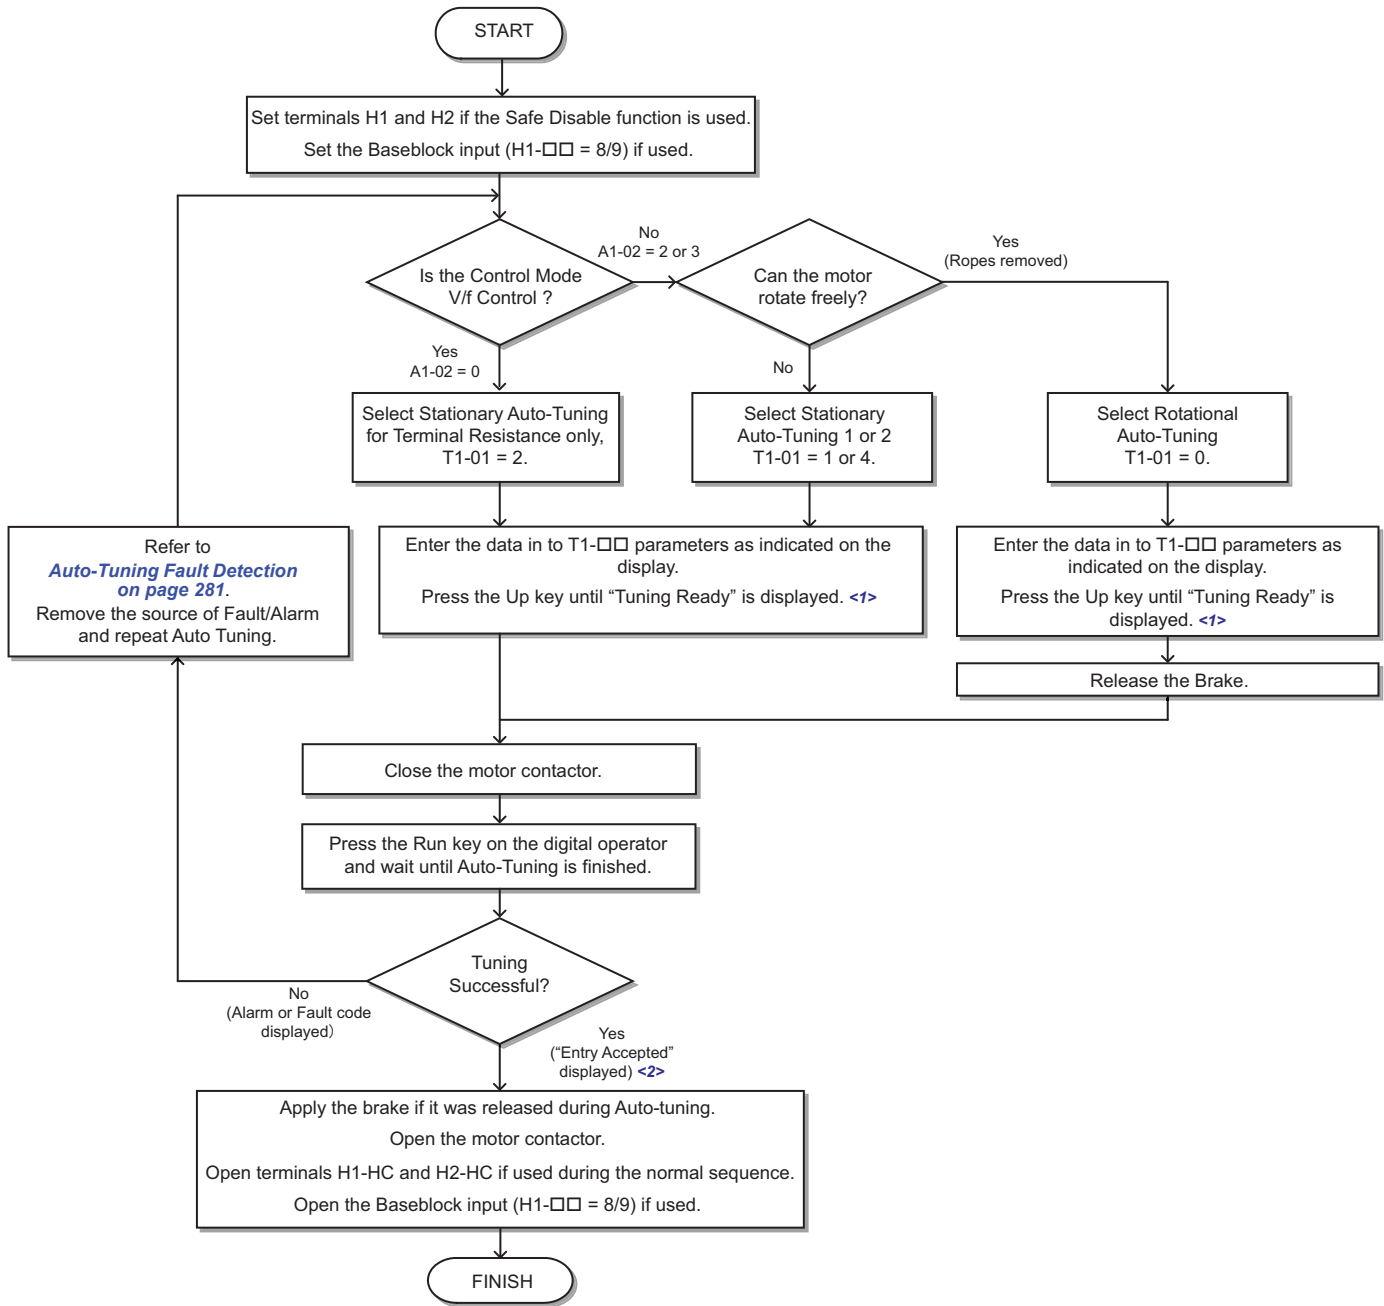 START
Set terminals H1 and H2 if the Safe Disable function is used.
Set the Baseblock input (H1-□□ = 8/9) if used.
Is the Control Mode
V/f Control ?
No
A1-02 = 2 or 3
Can the motor
rotate freely?
Yes
(Ropes removed)
Yes
A1-02 = 0
No
Select Stationary Auto-Tuning
for Terminal Resistance only,
T1-01 = 2.
Select Stationary
Auto-Tuning 1 or 2
T1-01 = 1 or 4.
Select Rotational
Auto-Tuning
T1-01 = 0.
Refer to
Auto-Tuning Fault Detection
on page 281.
Remove the source of Fault/Alarm
and repeat Auto Tuning.
Enter the data in to T1-□□ parameters as indicated on the
display.
Press the Up key until “Tuning Ready” is displayed. <1>
Enter the data in to T1-□□ parameters as
indicated on the display.
Press the Up key until “Tuning Ready” is
displayed. <1>
Release the Brake.
Close the motor contactor.
Press the Run key on the digital operator
and wait until Auto-Tuning is finished.
Tuning
Successful?
No
(Alarm or Fault code
displayed)
Yes
(“Entry Accepted”
displayed) <2>
Apply the brake if it was released during Auto-tuning.
Open the motor contactor.
Open terminals H1-HC and H2-HC if used during the normal sequence.
Open the Baseblock input (H1-□□ = 8/9) if used.
FINISH